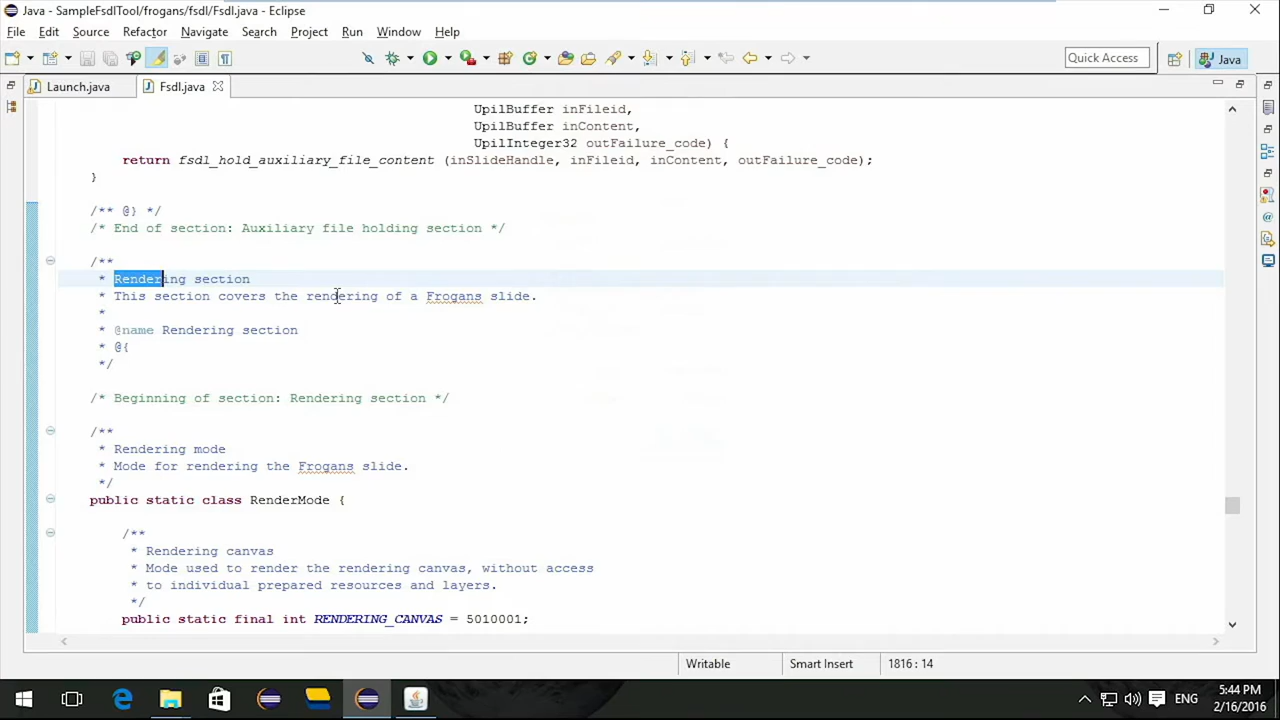 Java - SampleFsdlTool/frogans/fsdl/Fsdl.java - Eclipse
File Edit Source Refactor Navigate Search Project Run Window Help
Quick Access Java
Launch.java Fsdl.java
UpilBuffer inFileid,
UpilBuffer inContent,
UpilInteger32 outFailure_code) {
return fsdl_hold_auxiliary_file_content (inSlideHandle, inFileid, inContent, outFailure_code);
}
/** @} */
/* End of section: Auxiliary file holding section */
/**
* Rendering section
* This section covers the rendering of a Frogans slide.
*
* @name Rendering section
* @{
*/
/* Beginning of section: Rendering section */
/**
* Rendering mode
* Mode for rendering the Frogans slide.
*/
public static class RenderMode {
/**
* Rendering canvas
* Mode used to render the rendering canvas, without access
* to individual prepared resources and layers.
*/
public static final int RENDERING_CANVAS = 5010001;
Writable Smart Insert 1816 : 14
ENG
5:44 PM
2/16/2016